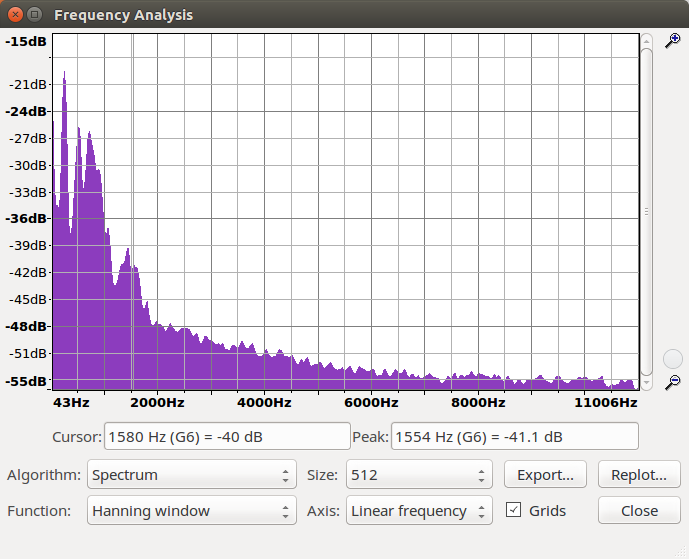 Frequency Analysis
-15dB
-21dB
-24dB
-27dB
-30dB
-33dB
-36dB
-39dB
-42dB
-45dB
-48dB
-51dB
-55dB
43Hz 2000Hz 4000Hz 6000Hz 8000Hz 11006Hz
Cursor: 1580 Hz (G6) = -40 dB Peak: 1554 Hz (G6) = -41.1 dB
Algorithm: Spectrum Size: 512 Export... Replot...
Function: Hanning window Axis: Linear frequency Grids Close